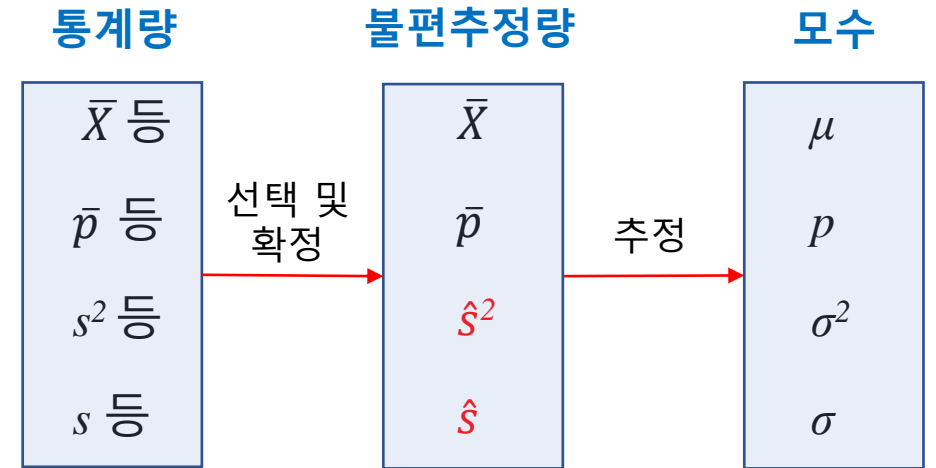 통계량
불편추정량
모수
X̄ 등
p̄ 등
s² 등
s 등
선택 및
확정
X̄
p̄
ŝ²
ŝ
추정
μ
p
σ²
σ